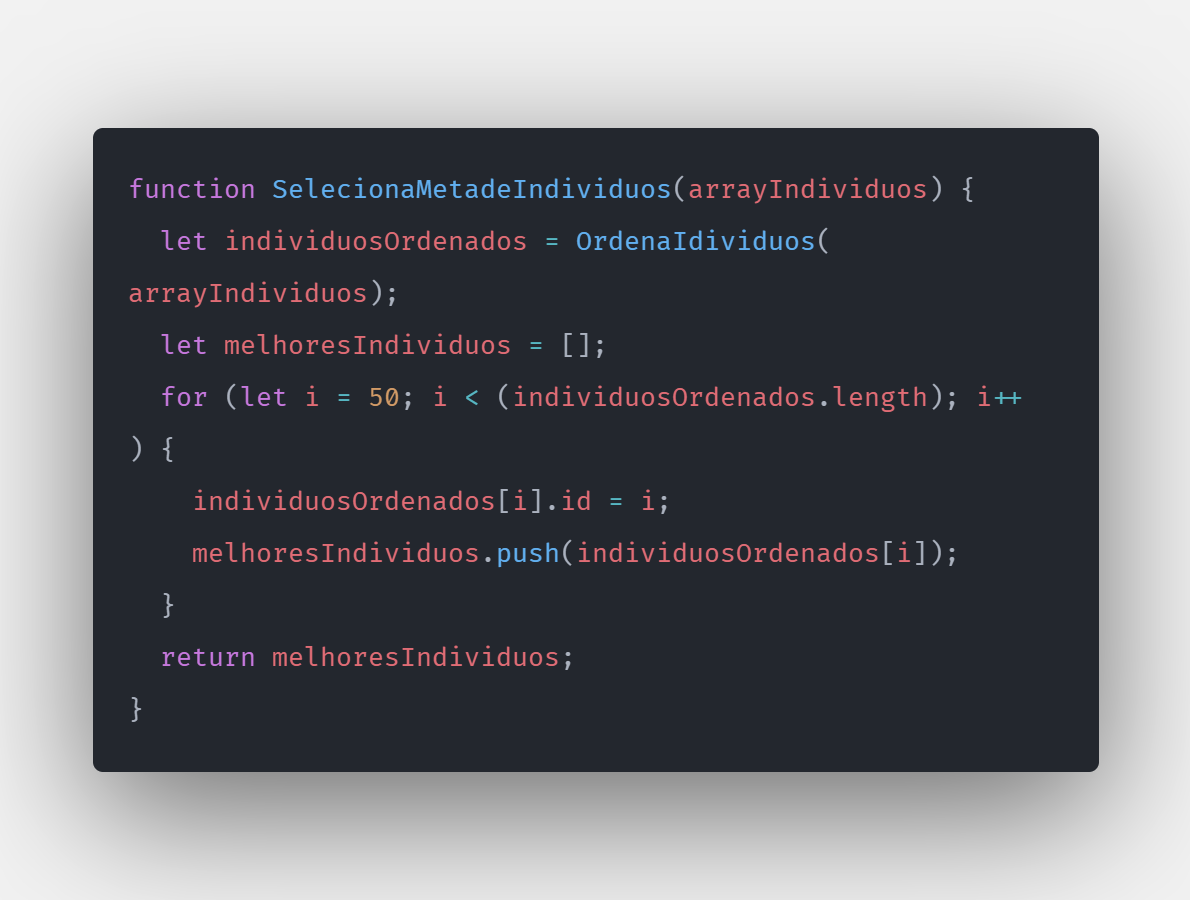 function SelecionaMetadeIndividuos(arrayIndividuos) {
  let individuosOrdenados = OrdenaIdividuos(
arrayIndividuos);
  let melhoresIndividuos = [];
  for (let i = 50; i < (individuosOrdenados.length); i++
) {
    individuosOrdenados[i].id = i;
    melhoresIndividuos.push(individuosOrdenados[i]);
  }
  return melhoresIndividuos;
}